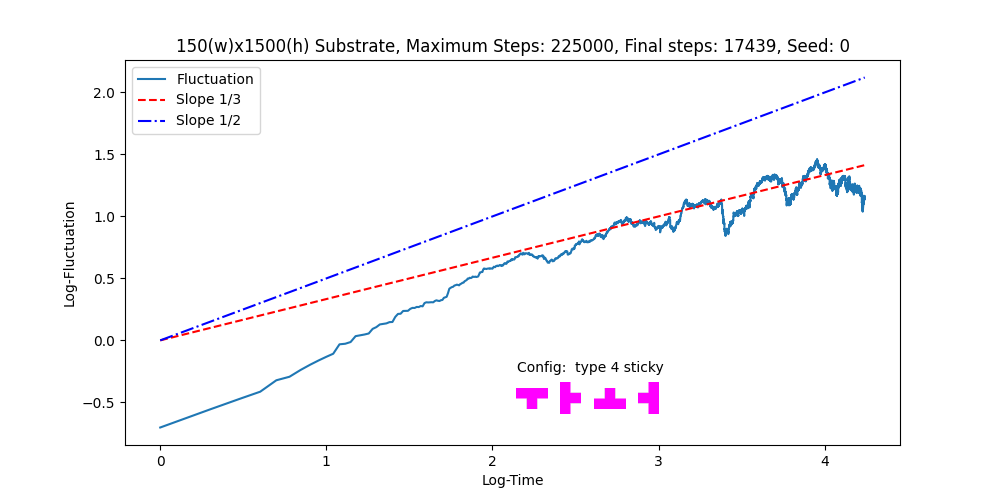 150(w)x1500(h) Substrate, Maximum Steps: 225000, Final steps: 17439, Seed: 0
Fluctuation
Slope 1/3
Slope 1/2
2.0
1.5
1.0
0.5
0.0
−0.5
Log-Fluctuation
Config:  type 4 sticky
0 1 2 3 4
Log-Time